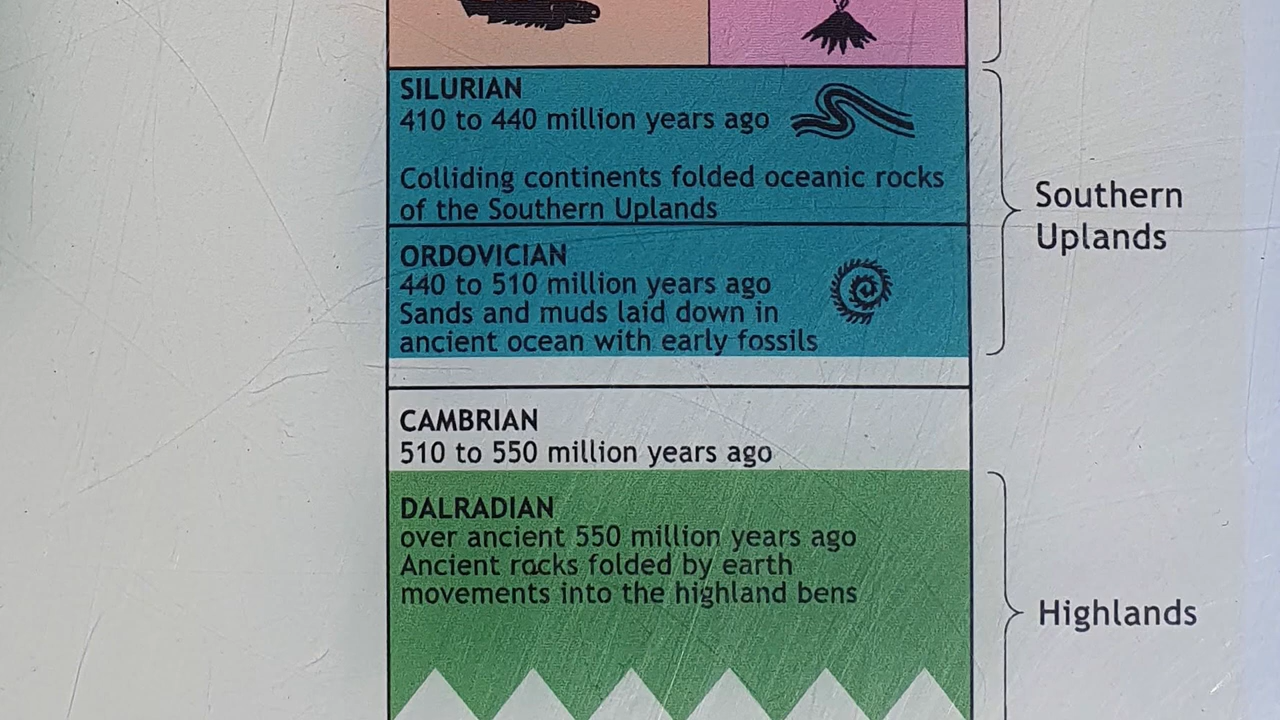 SILURIAN
410 to 440 million years ago
Colliding continents folded oceanic rocks
of the Southern Uplands
Southern
Uplands
ORDOVICIAN
440 to 510 million years ago
Sands and muds laid down in
ancient ocean with early fossils
CAMBRIAN
510 to 550 million years ago
DALRADIAN
over ancient 550 million years ago
Ancient rocks folded by earth
movements into the highland bens
Highlands